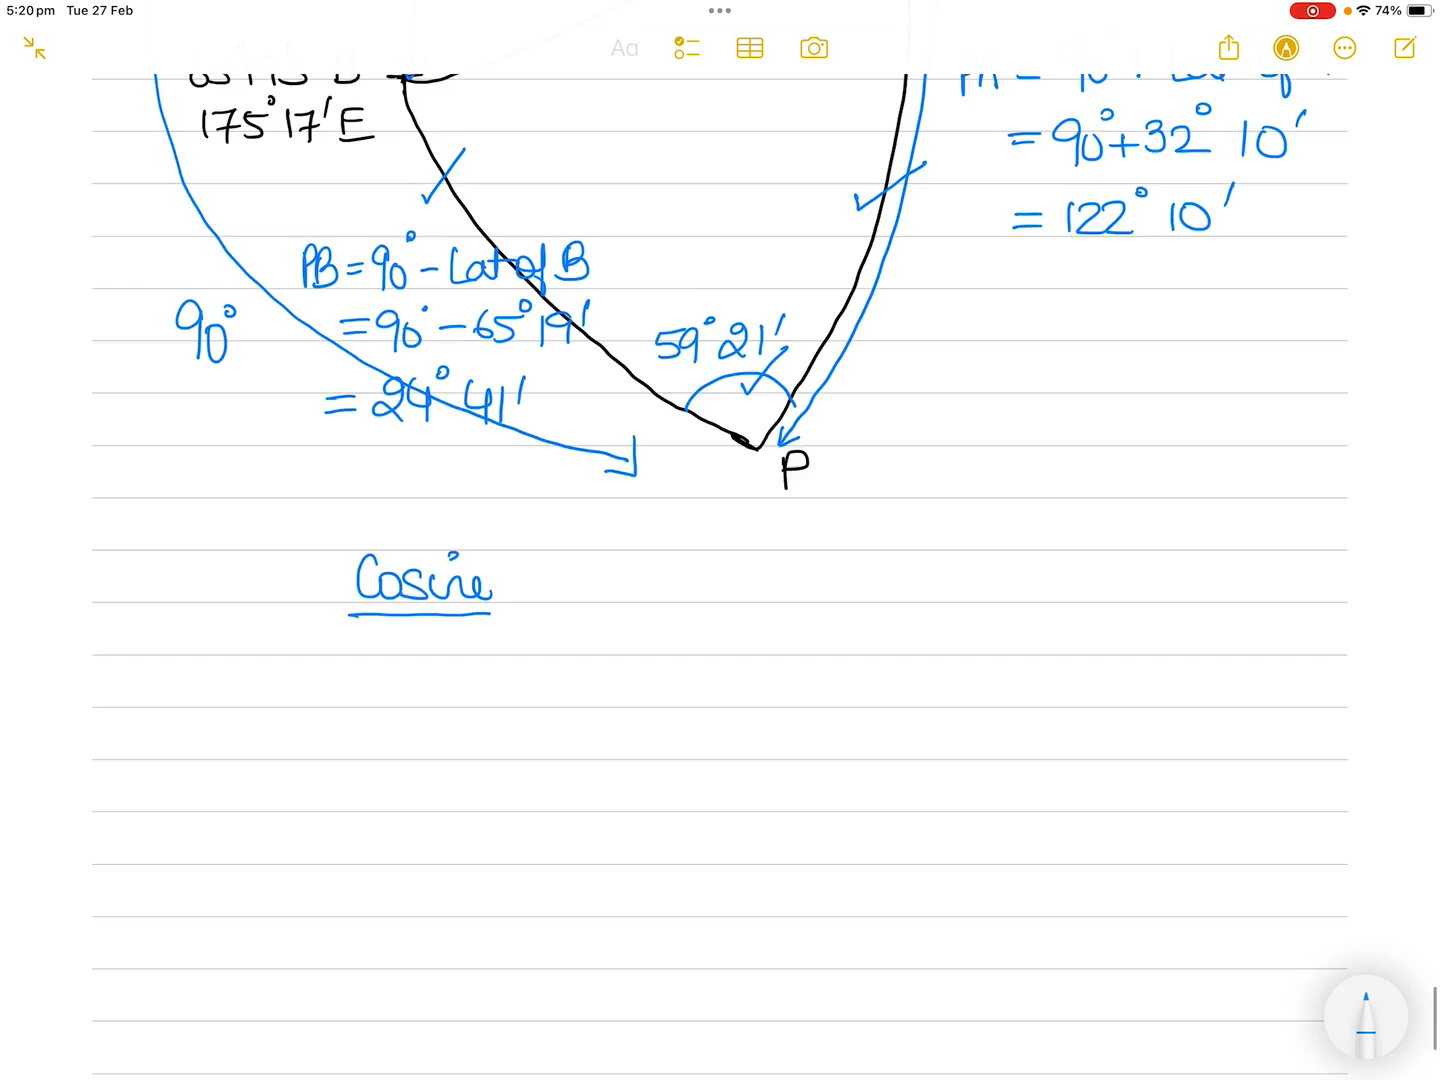 5:20 pm Tue 27 Feb
74%
Aa
175° 17' E
= 90° + 32° 10'
= 122° 10'
PB = 90° - Lat of B
= 90° - 65° 19'
= 24° 41'
90°
59° 21'
P
Cosine